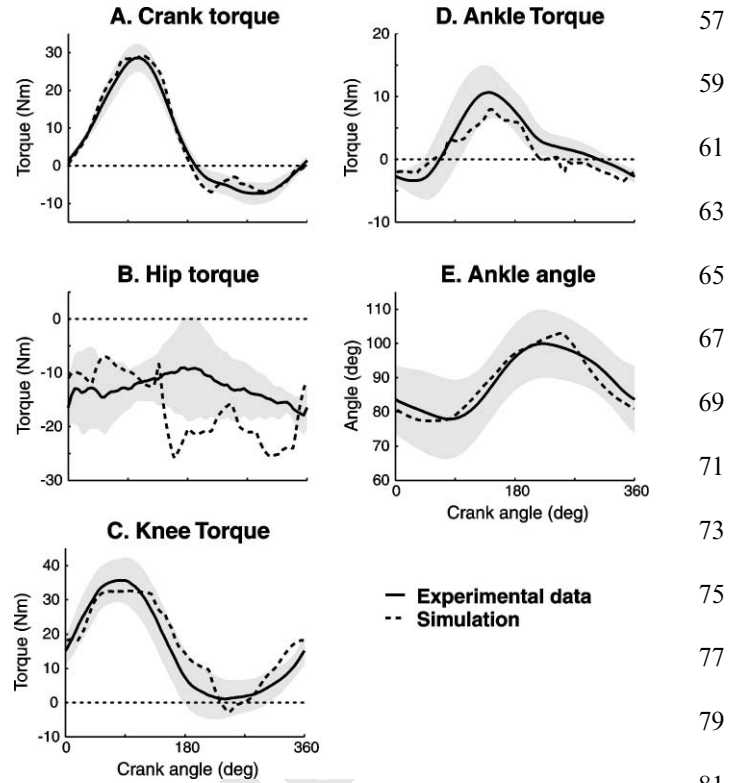 A. Crank torque
Torque (Nm)
30
20
10
0
-10
B. Hip torque
Torque (Nm)
0
-10
-20
-30
C. Knee Torque
Torque (Nm)
40
30
20
10
0
-10
0 180 360
Crank angle (deg)
D. Ankle Torque
Torque (Nm)
20
10
0
-10
E. Ankle angle
Angle (deg)
110
100
90
80
70
60
0 180 360
Crank angle (deg)
Experimental data
Simulation
57
59
61
63
65
67
69
71
73
75
77
79
81